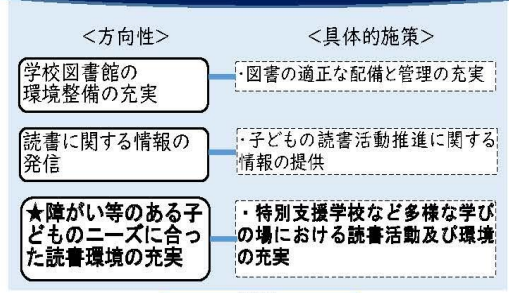 <方向性>
<具体的施策>
学校図書館の
環境整備の充実
・図書の適正な配備と管理の充実
読書に関する情報の
発信
・子どもの読書活動推進に関する
情報の提供
★障がい等のある子
どものニーズに合っ
た読書環境の充実
・特別支援学校など多様な学び
の場における読書活動及び環境
の充実